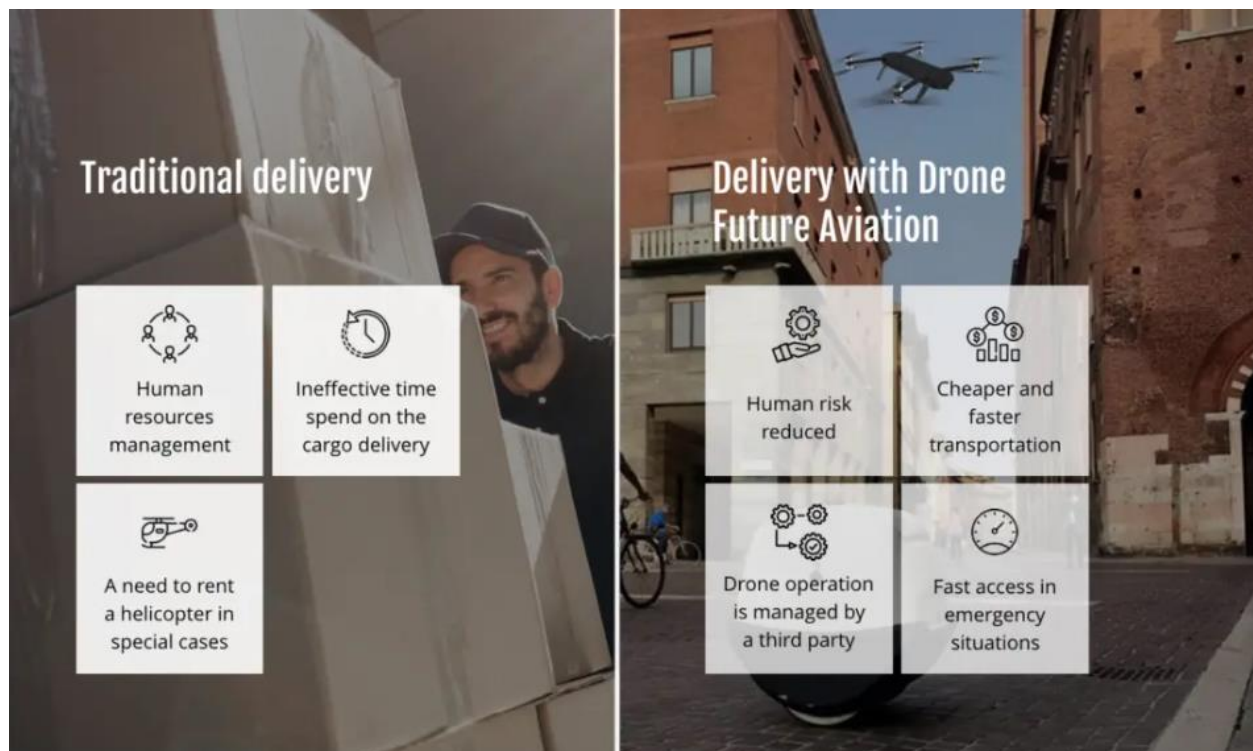 Traditional delivery
Human
resources
management
Ineffective time
spend on the
cargo delivery
A need to rent
a helicopter in
special cases
Delivery with Drone
Future Aviation
Human risk
reduced
Cheaper and
faster
transportation
Drone operation
is managed by
a third party
Fast access in
emergency
situations